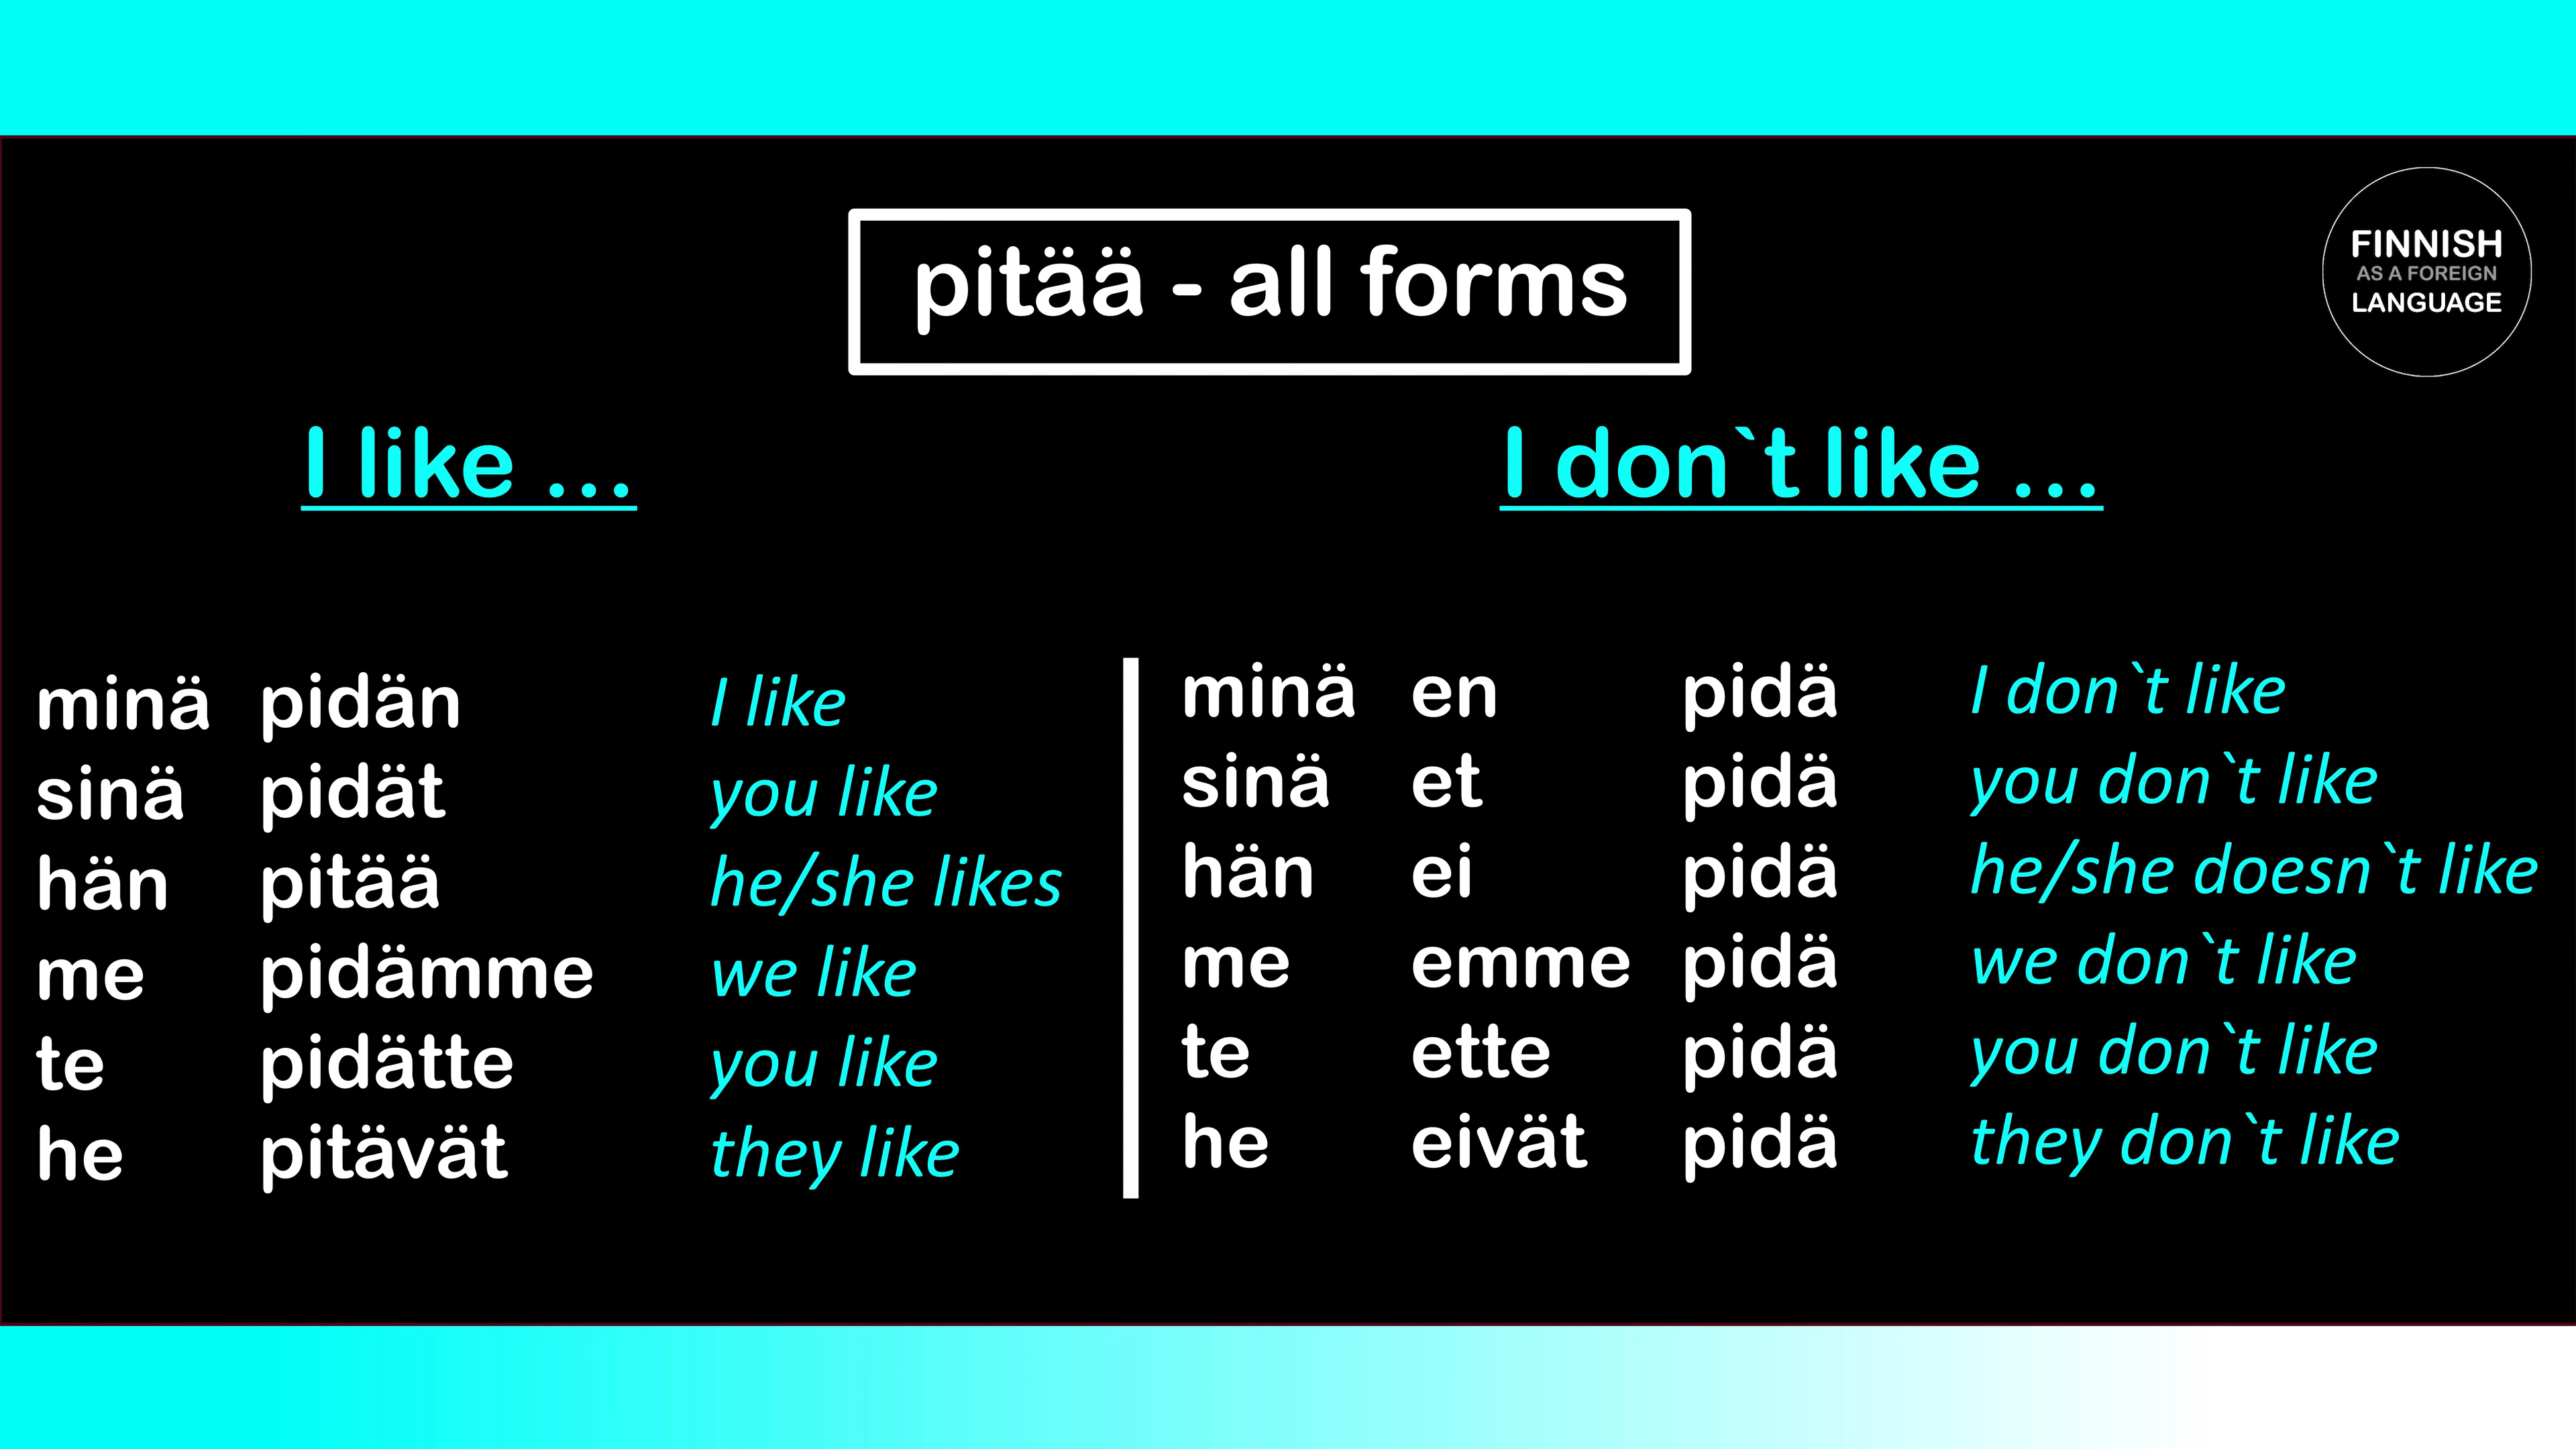 pitää - all forms
FINNISH
AS A FOREIGN
LANGUAGE
I like ...
I don`t like ...
minä pidän I like
sinä pidät you like
hän pitää he/she likes
me pidämme we like
te pidätte you like
he pitävät they like
minä en pidä I don`t like
sinä et pidä you don`t like
hän ei pidä he/she doesn`t like
me emme pidä we don`t like
te ette pidä you don`t like
he eivät pidä they don`t like